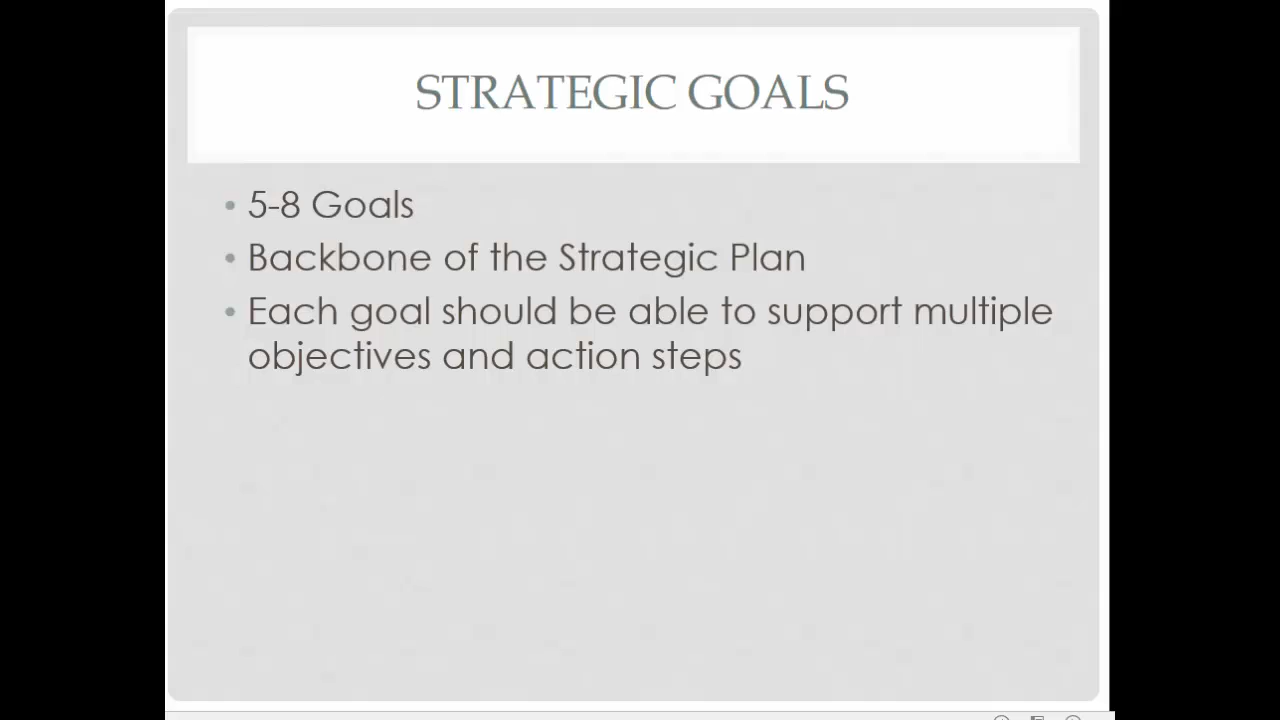 STRATEGIC GOALS
• 5-8 Goals
• Backbone of the Strategic Plan
• Each goal should be able to support multiple
objectives and action steps